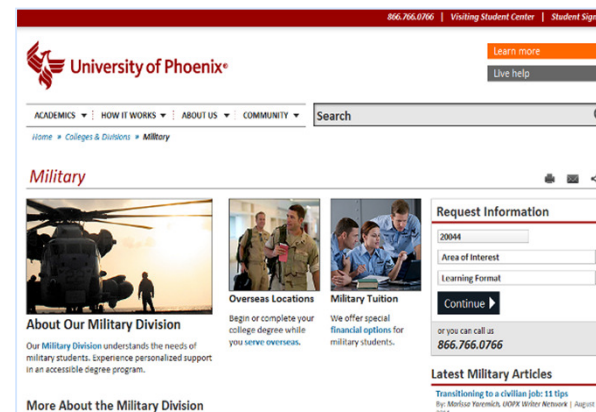 866.766.0766 | Visiting Student Center | Student Sign
University of Phoenix®
Learn more
Live help
ACADEMICS HOW IT WORKS ABOUT US COMMUNITY
Search
Home » Colleges & Divisions » Military
Military
About Our Military Division
Our Military Division understands the needs of
military students. Experience personalized support
in an accessible degree program.
Overseas Locations
Begin or complete your
college degree while
you serve overseas.
Military Tuition
We offer special
financial options for
military students.
More About the Military Division
Request Information
20044
Area of Interest
Learning Format
Continue
or you can call us
866.766.0766
Latest Military Articles
Transitioning to a civilian job: 11 tips
By: Marissa Yaremich, UOPX Writer Network | August